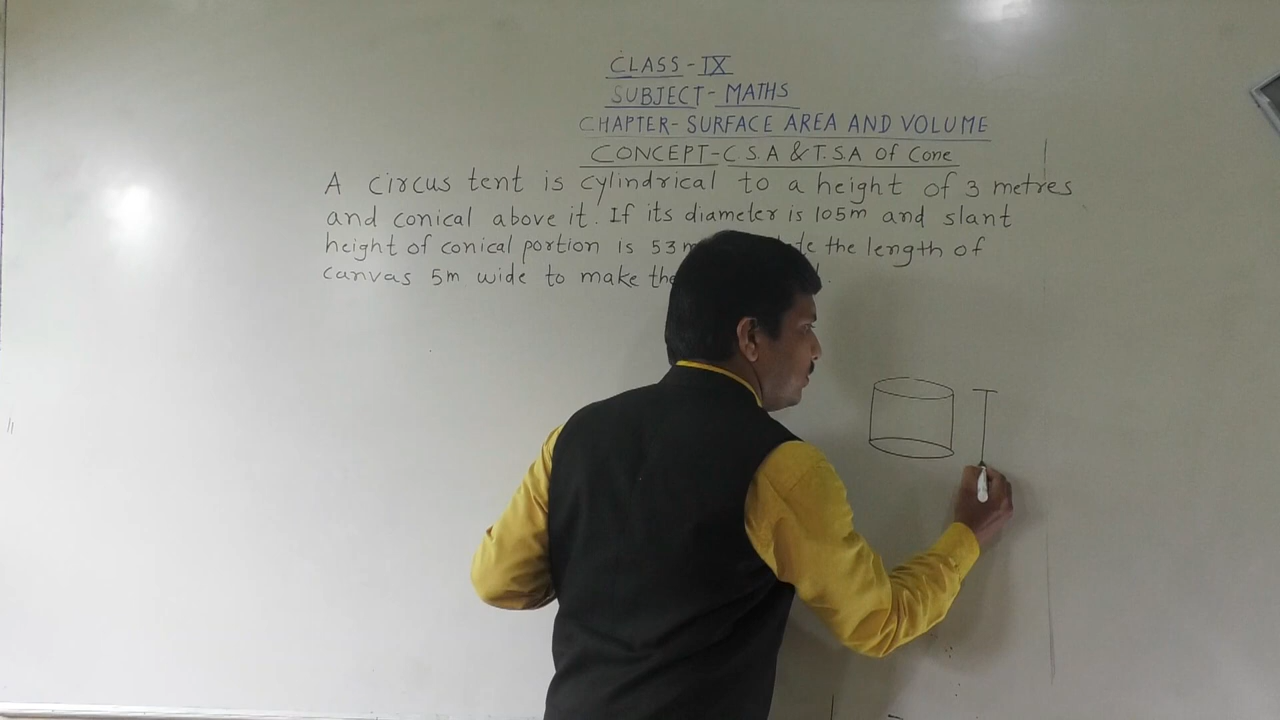 CLASS-IX
SUBJECT- MATHS
CHAPTER- SURFACE AREA AND VOLUME
CONCEPT-C.S.A & T.S.A Of Cone
A circus tent is cylindrical to a height of 3 metres
and conical above it. If its diameter is 105m and slant
height of conical portion is 53 the length of
canvas 5m wide to make the